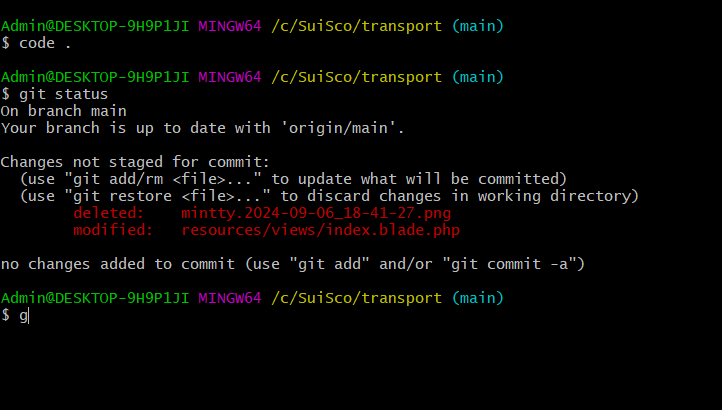 Admin@DESKTOP-9H9P1JI MINGW64 /c/SuiSco/transport (main)
$ code .
Admin@DESKTOP-9H9P1JI MINGW64 /c/SuiSco/transport (main)
$ git status
On branch main
Your branch is up to date with 'origin/main'.
Changes not staged for commit:
(use "git add/rm <file>..." to update what will be committed)
(use "git restore <file>..." to discard changes in working directory)
deleted: mintty.2024-09-06_18-41-27.png
modified: resources/views/index.blade.php
no changes added to commit (use "git add" and/or "git commit -a")
Admin@DESKTOP-9H9P1JI MINGW64 /c/SuiSco/transport (main)
$ g